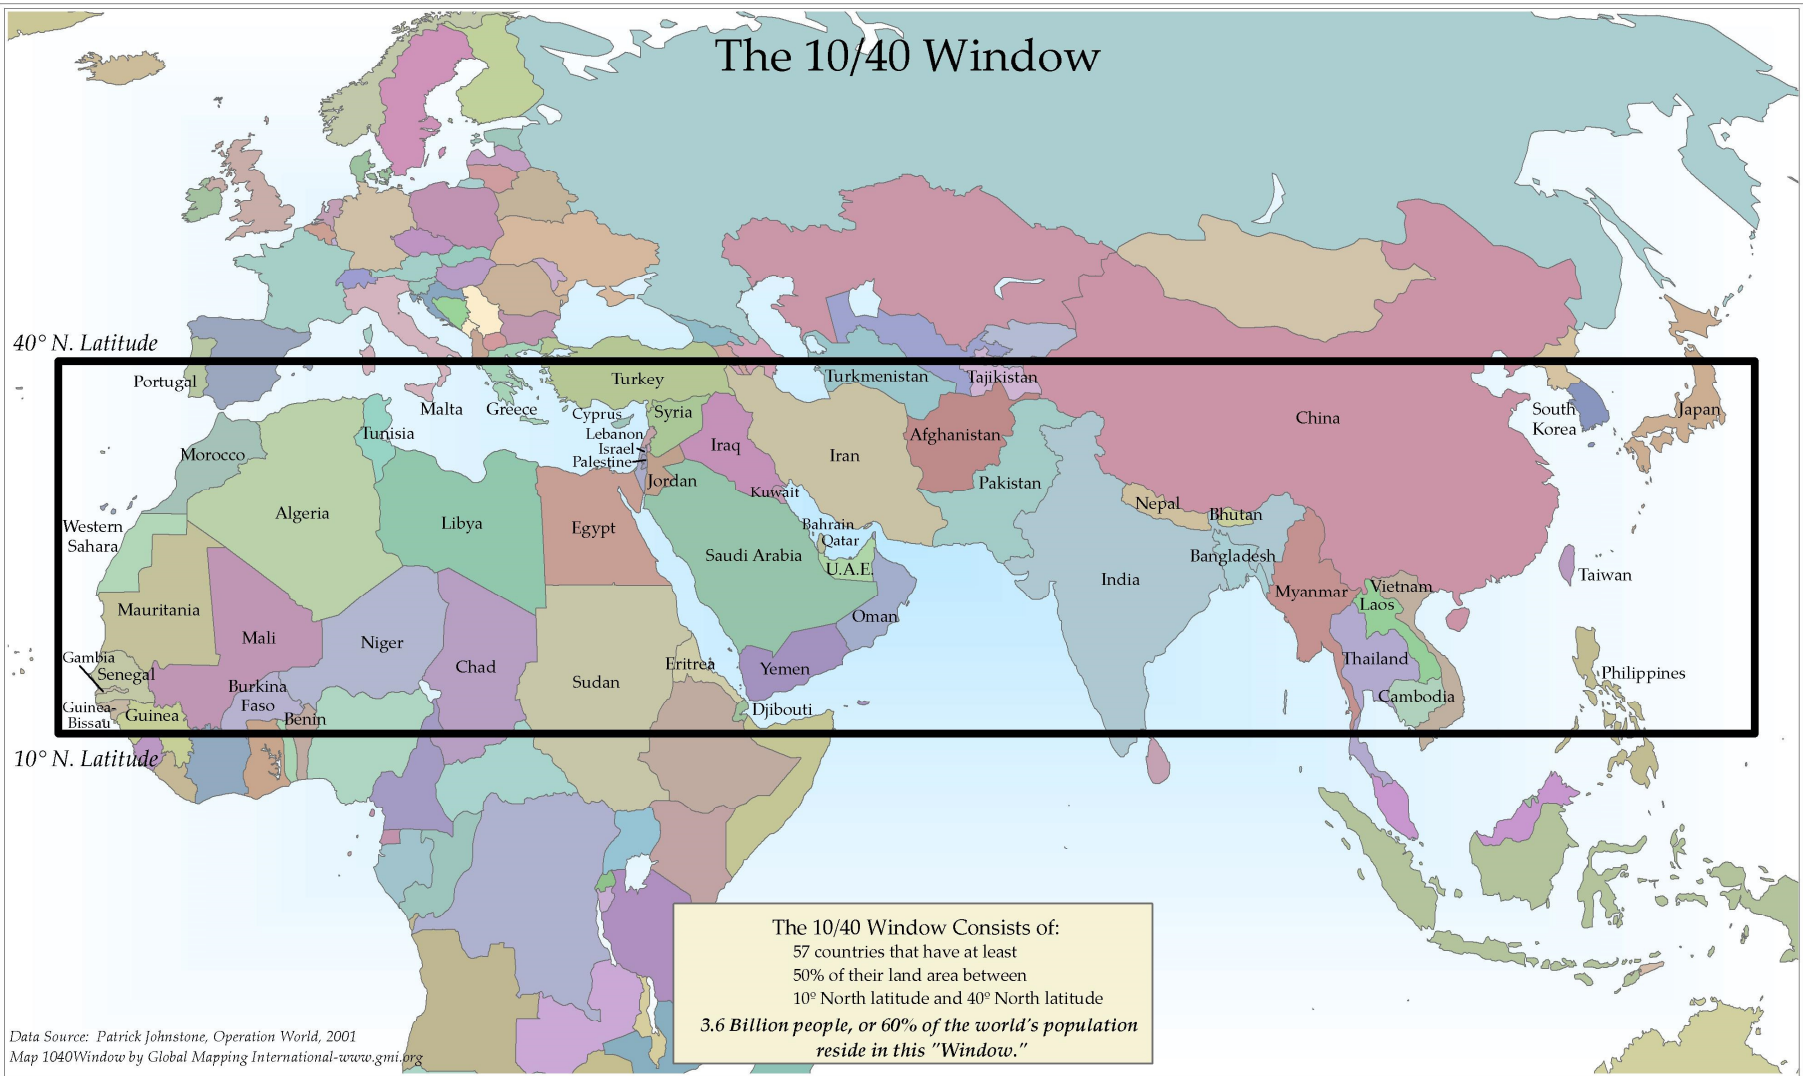 The 10/40 Window
40° N. Latitude
Portugal
Turkey
Turkmenistan
Tajikistan
Malta
Greece
Cyprus
Syria
China
South
Korea
Japan
Tunisia
Morocco
Lebanon
Israel
Palestine
Iraq
Iran
Afghanistan
Jordan
Kuwait
Pakistan
Algeria
Libya
Egypt
Western
Sahara
Bahrain
Qatar
Saudi Arabia
U.A.E.
Nepal
Bhutan
Bangladesh
India
Myanmar
Vietnam
Laos
Taiwan
Mauritania
Mali
Niger
Chad
Oman
Gambia
Senegal
Burkina
Faso
Sudan
Eritrea
Yemen
Thailand
Cambodia
Philippines
Guinea-
Bissau
Guinea
Benin
Djibouti
10° N. Latitude
The 10/40 Window Consists of:
57 countries that have at least
50% of their land area between
10º North latitude and 40º North latitude
3.6 Billion people, or 60% of the world's population
reside in this "Window."
Data Source: Patrick Johnstone, Operation World, 2001
Map 1040Window by Global Mapping International-www.gmi.org